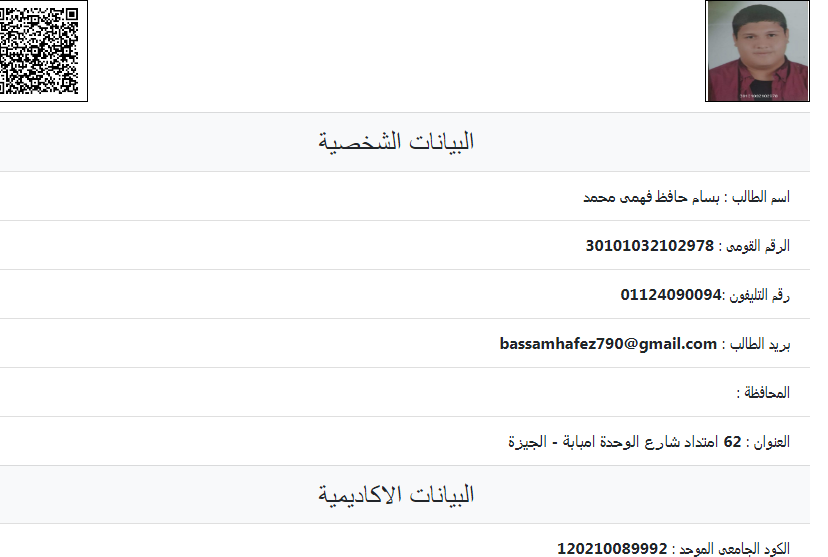 البيانات الشخصية
اسم الطالب : بسام حافظ فهمى محمد
الرقم القومى : 30101032102978
رقم التليفون :01124090094
بريد الطالب : bassamhafez790@gmail.com
المحافظة :
العنوان : 62 امتداد شارع الوحدة امبابة - الجيزة
البيانات الاكاديمية
الكود الجامعى الموحد : 120210089992